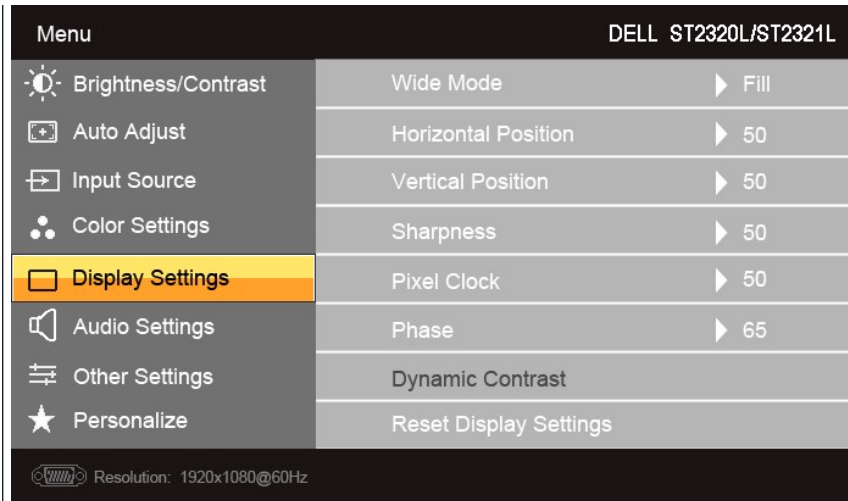 Menu DELL ST2320L/ST2321L
Brightness/Contrast Wide Mode Fill
Auto Adjust Horizontal Position 50
Input Source Vertical Position 50
Color Settings Sharpness 50
Display Settings Pixel Clock 50
Audio Settings Phase 65
Other Settings Dynamic Contrast
Personalize Reset Display Settings
Resolution: 1920x1080@60Hz